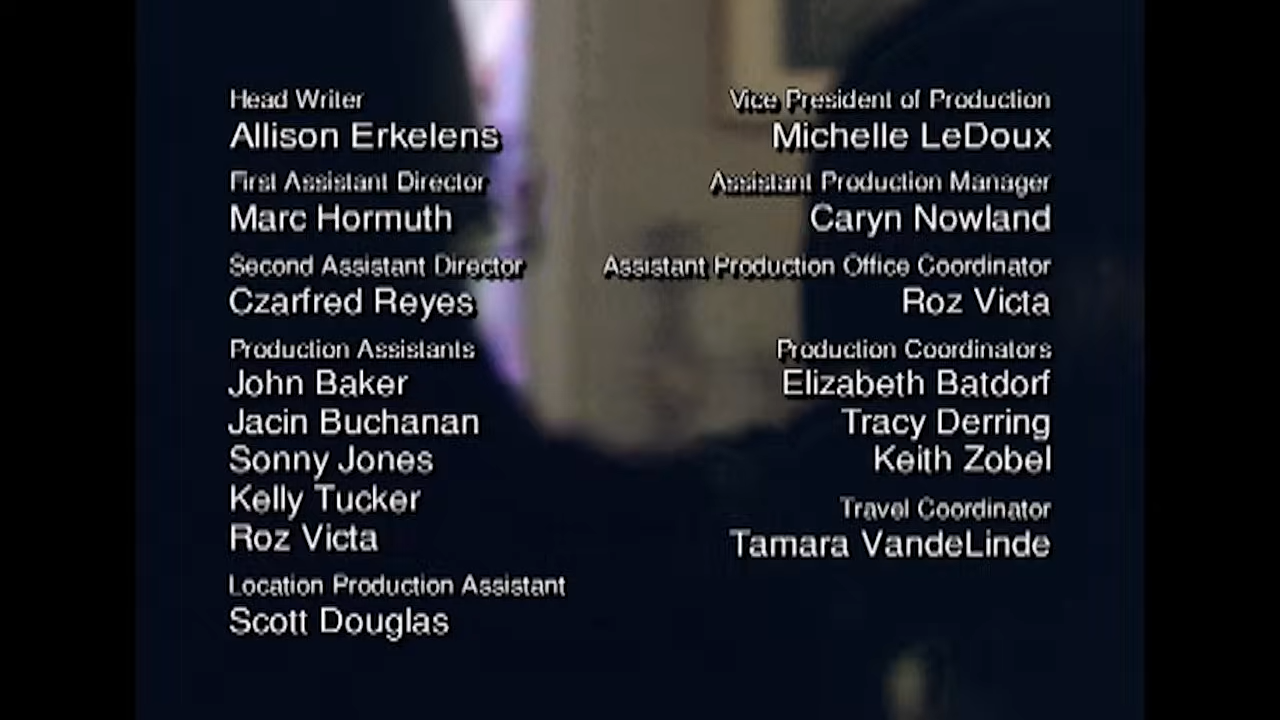 Head Writer
Allison Erkelens
First Assistant Director
Marc Hormuth
Second Assistant Director
Czarfred Reyes
Production Assistants
John Baker
Jacin Buchanan
Sonny Jones
Kelly Tucker
Roz Victa
Location Production Assistant
Scott Douglas
Vice President of Production
Michelle LeDoux
Assistant Production Manager
Caryn Nowland
Assistant Production Office Coordinator
Roz Victa
Production Coordinators
Elizabeth Batdorf
Tracy Derring
Keith Zobel
Travel Coordinator
Tamara VandeLinde